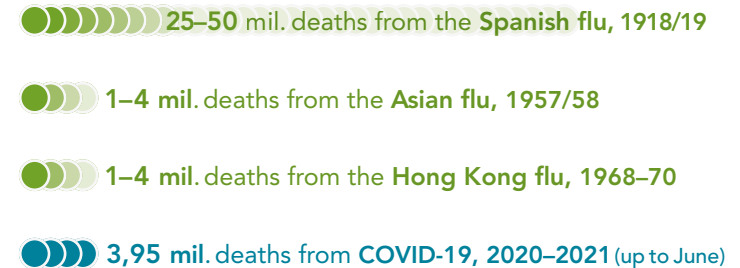 25–50 mil. deaths from the Spanish flu, 1918/19
1–4 mil. deaths from the Asian flu, 1957/58
1–4 mil. deaths from the Hong Kong flu, 1968–70
3,95 mil. deaths from COVID-19, 2020–2021 (up to June)